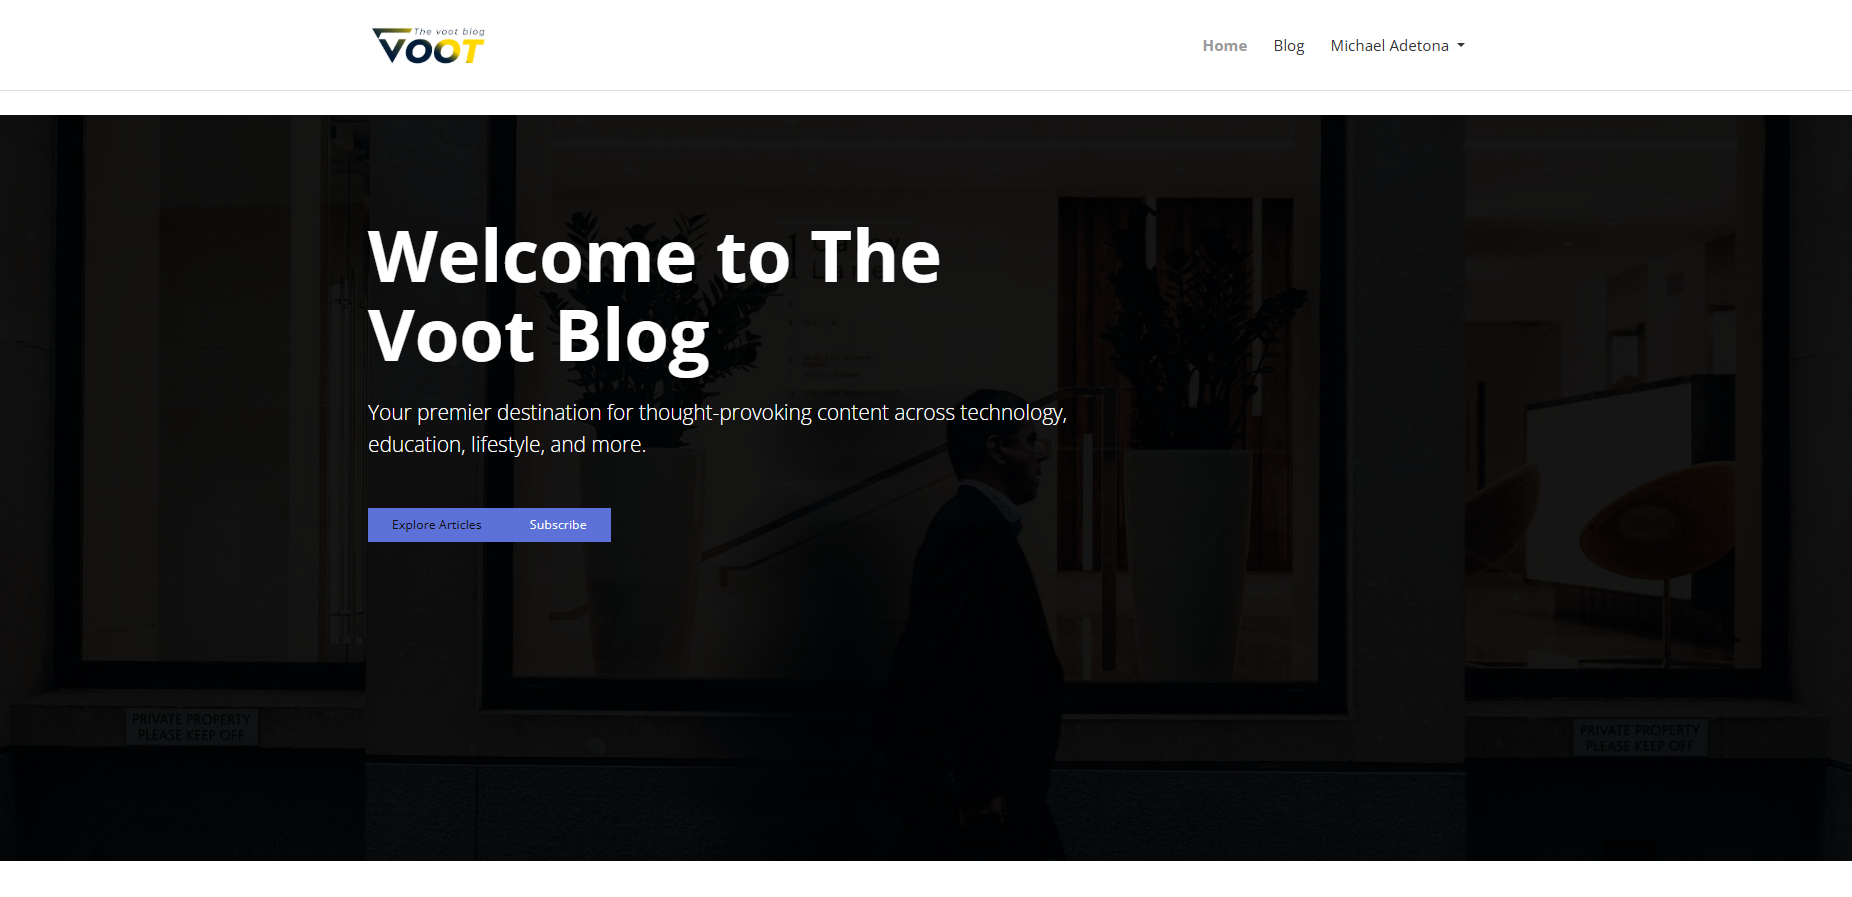 The voot blog
VOOT
Home
Blog
Michael Adetona
Welcome to The
Voot Blog
Your premier destination for thought-provoking content across technology,
education, lifestyle, and more.
Explore Articles
Subscribe
PRIVATE PROPERTY
PLEASE KEEP OFF
PRIVATE PROPERTY
PLEASE KEEP OFF